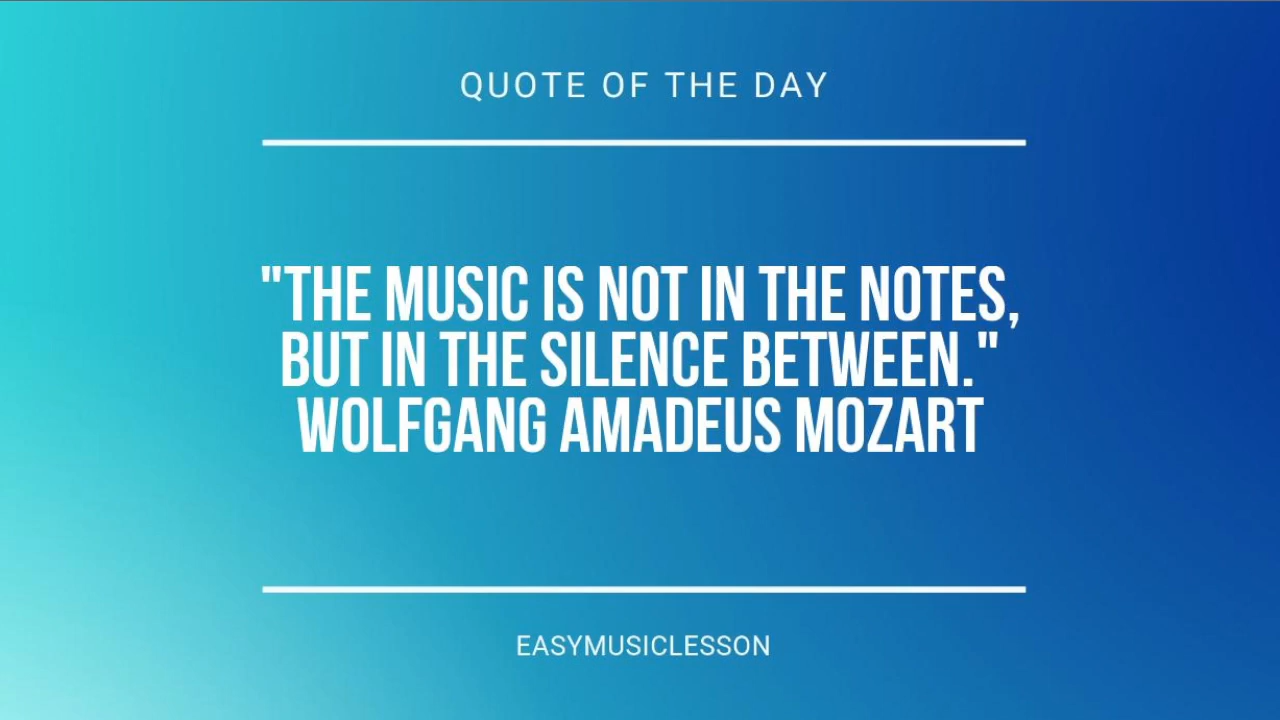 QUOTE OF THE DAY
"THE MUSIC IS NOT IN THE NOTES,
BUT IN THE SILENCE BETWEEN."
WOLFGANG AMADEUS MOZART
EASYMUSICLESSON